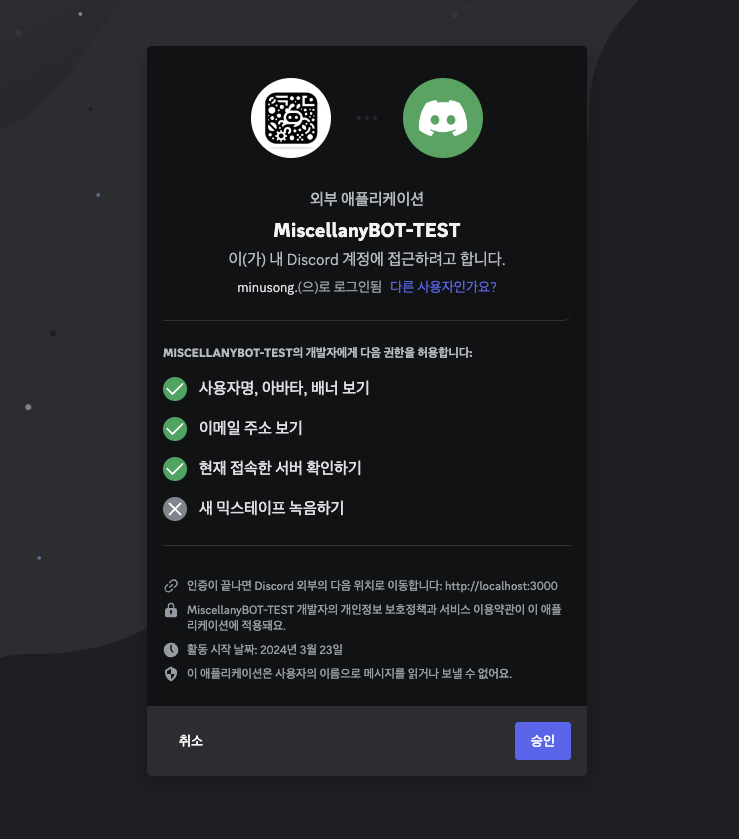 외부 애플리케이션
MiscellanyBOT-TEST
이(가) 내 Discord 계정에 접근하려고 합니다.
minusong.(으)로 로그인됨 다른 사용자인가요?
MISCELLANYBOT-TEST의 개발자에게 다음 권한을 허용합니다:
사용자명, 아바타, 배너 보기
이메일 주소 보기
현재 접속한 서버 확인하기
새 믹스테이프 녹음하기
인증이 끝나면 Discord 외부의 다음 위치로 이동합니다: http://localhost:3000
MiscellanyBOT-TEST 개발자의 개인정보 보호정책과 서비스 이용약관이 이 애플
리케이션에 적용돼요.
활동 시작 날짜: 2024년 3월 23일
이 애플리케이션은 사용자의 이름으로 메시지를 읽거나 보낼 수 없어요.
취소 승인